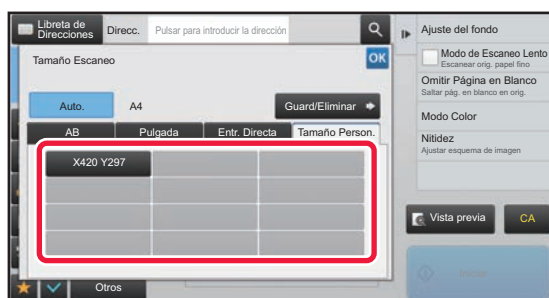 Libreta de
Direcciones
Direcc.
Pulsar para introducir la dirección
Tamaño Escaneo
OK
Auto.
A4
Guard/Eliminar
AB
Pulgada
Entr. Directa
Tamaño Person.
X420 Y297
Otros
Ajuste del fondo
Modo de Escaneo Lento
Escanear orig. papel fino
Omitir Página en Blanco
Saltar pág. en blanco en orig.
Modo Color
Nitidez
Ajustar esquema de imagen
Vista previa
CA